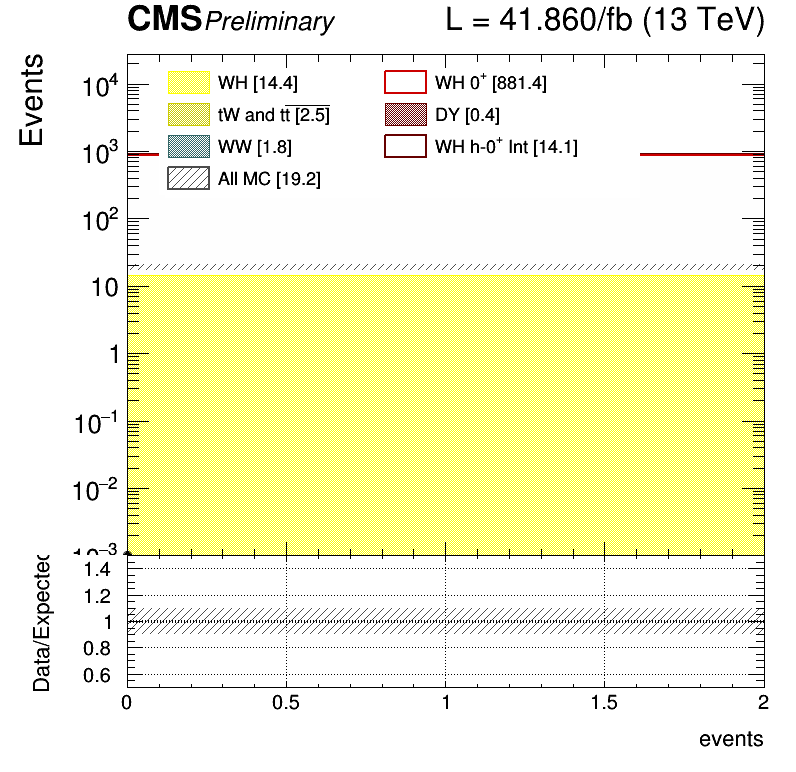 CMS Preliminary L = 41.860/fb (13 TeV)
Events
WH [14.4]
WH 0⁺ [881.4]
tW and tt̅ [2.5]
DY [0.4]
WW [1.8]
WH h-0⁺ Int [14.1]
All MC [19.2]
10⁴
10³
10²
10
1
10⁻¹
10⁻²
10⁻³
Data/Expected
1.4
1.2
1
0.8
0.6
0 0.5 1 1.5 2
events